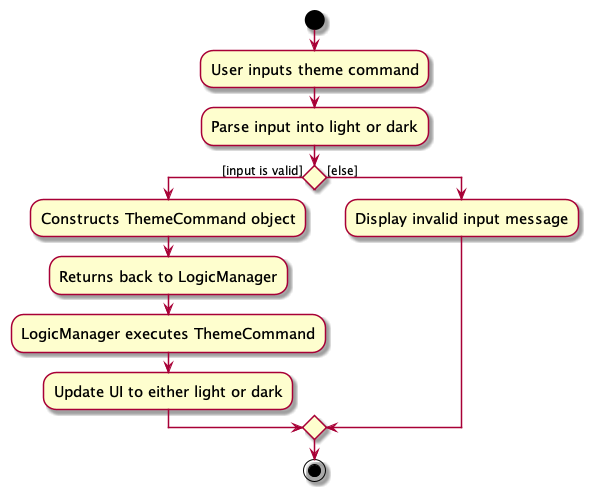 User inputs theme command
Parse input into light or dark
[input is valid]
[else]
Constructs ThemeCommand object
Display invalid input message
Returns back to LogicManager
LogicManager executes ThemeCommand
Update UI to either light or dark